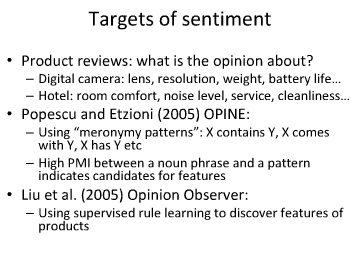 Targets of sentiment
• Product reviews: what is the opinion about?
– Digital camera: lens, resolution, weight, battery life…
– Hotel: room comfort, noise level, service, cleanliness…
• Popescu and Etzioni (2005) OPINE:
– Using “meronymy patterns”: X contains Y, X comes
with Y, X has Y etc
– High PMI between a noun phrase and a pattern
indicates candidates for features
• Liu et al. (2005) Opinion Observer:
– Using supervised rule learning to discover features of
products